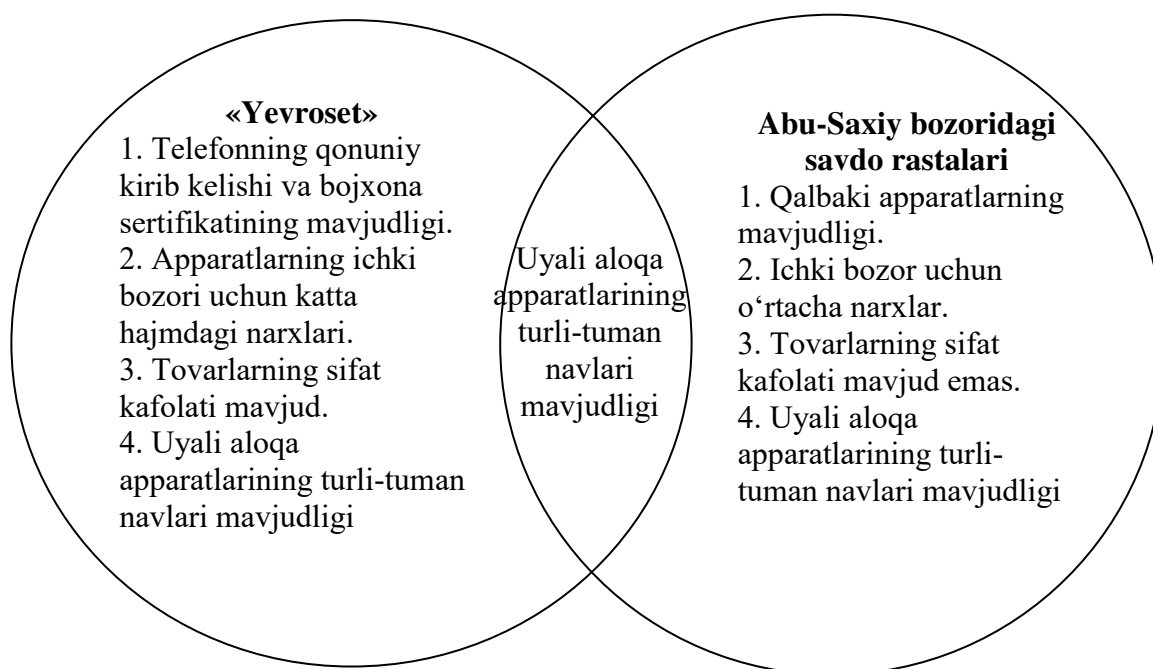 «Yevroset»
1. Telefonning qonuniy
kirib kelishi va bojxona
sertifikatining mavjudligi.
2. Apparatlarning ichki
bozori uchun katta
hajmdagi narxlari.
3. Tovarlarning sifat
kafolati mavjud.
4. Uyali aloqa
apparatlarining turli-tuman
navlari mavjudligi
Uyali aloqa
apparatlarining
turli-tuman
navlari
mavjudligi
Abu-Saxiy bozoridagi
savdo rastalari
1. Qalbaki apparatlarning
mavjudligi.
2. Ichki bozor uchun
o‘rtacha narxlar.
3. Tovarlarning sifat
kafolati mavjud emas.
4. Uyali aloqa
apparatlarining turli-
tuman navlari mavjudligi